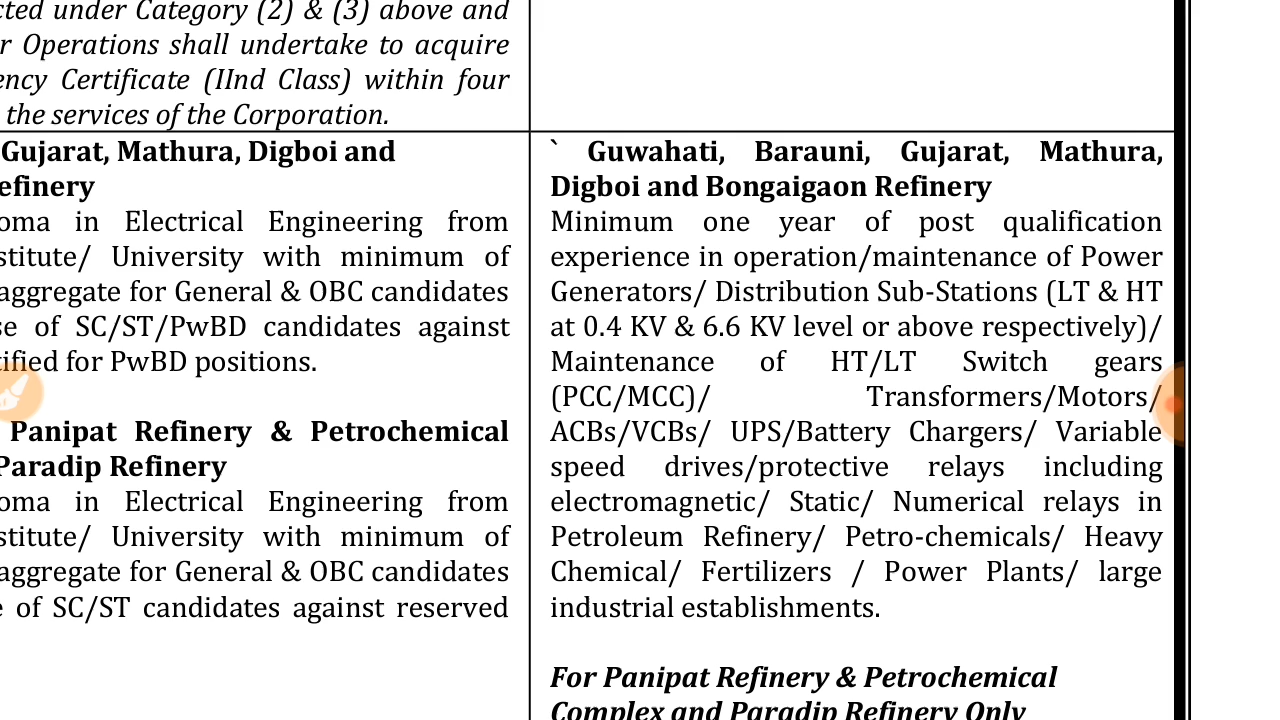 cted under Category (2) & (3) above and
r Operations shall undertake to acquire
ency Certificate (IInd Class) within four
the services of the Corporation.
Gujarat, Mathura, Digboi and
efinery
oma in Electrical Engineering from
stitute/ University with minimum of
aggregate for General & OBC candidates
se of SC/ST/PwBD candidates against
tified for PwBD positions.
Panipat Refinery & Petrochemical
Paradip Refinery
oma in Electrical Engineering from
stitute/ University with minimum of
aggregate for General & OBC candidates
e of SC/ST candidates against reserved
` Guwahati, Barauni, Gujarat, Mathura,
Digboi and Bongaigaon Refinery
Minimum one year of post qualification
experience in operation/maintenance of Power
Generators/ Distribution Sub-Stations (LT & HT
at 0.4 KV & 6.6 KV level or above respectively)/
Maintenance of HT/LT Switch gears
(PCC/MCC)/ Transformers/Motors/
ACBs/VCBs/ UPS/Battery Chargers/ Variable
speed drives/protective relays including
electromagnetic/ Static/ Numerical relays in
Petroleum Refinery/ Petro-chemicals/ Heavy
Chemical/ Fertilizers / Power Plants/ large
industrial establishments.
For Panipat Refinery & Petrochemical
Complex and Paradip Refinery Only